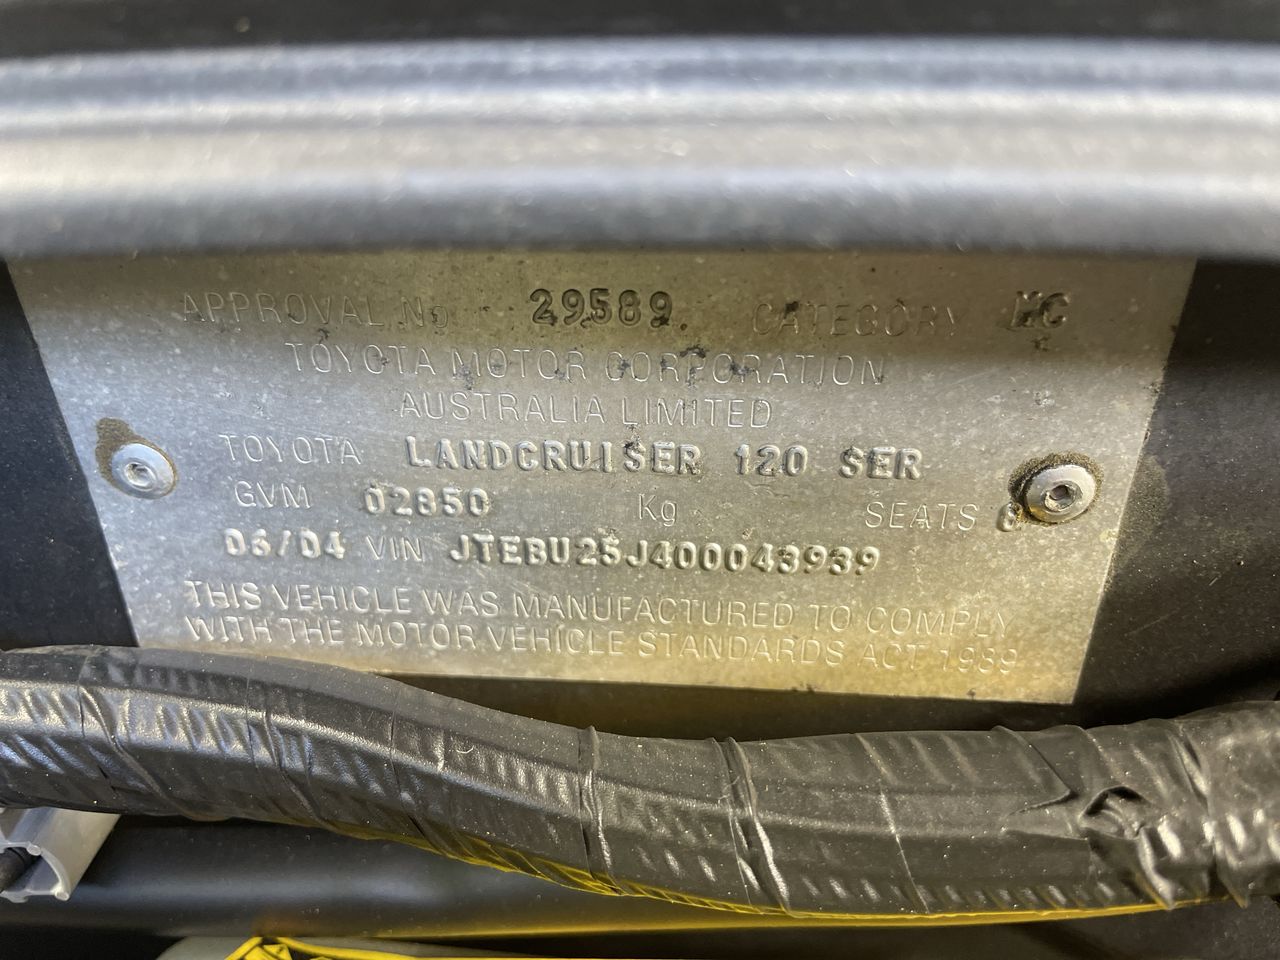 APPROVAL No 29589 CATEGORY MC
TOYOTA MOTOR CORPORATION
AUSTRALIA LIMITED
TOYOTA LANDCRUISER 120 SER
GVM 02850 Kg SEATS
06/04 VIN JTEBU25J400043939
THIS VEHICLE WAS MANUFACTURED TO COMPLY
WITH THE MOTOR VEHICLE STANDARDS ACT 1989